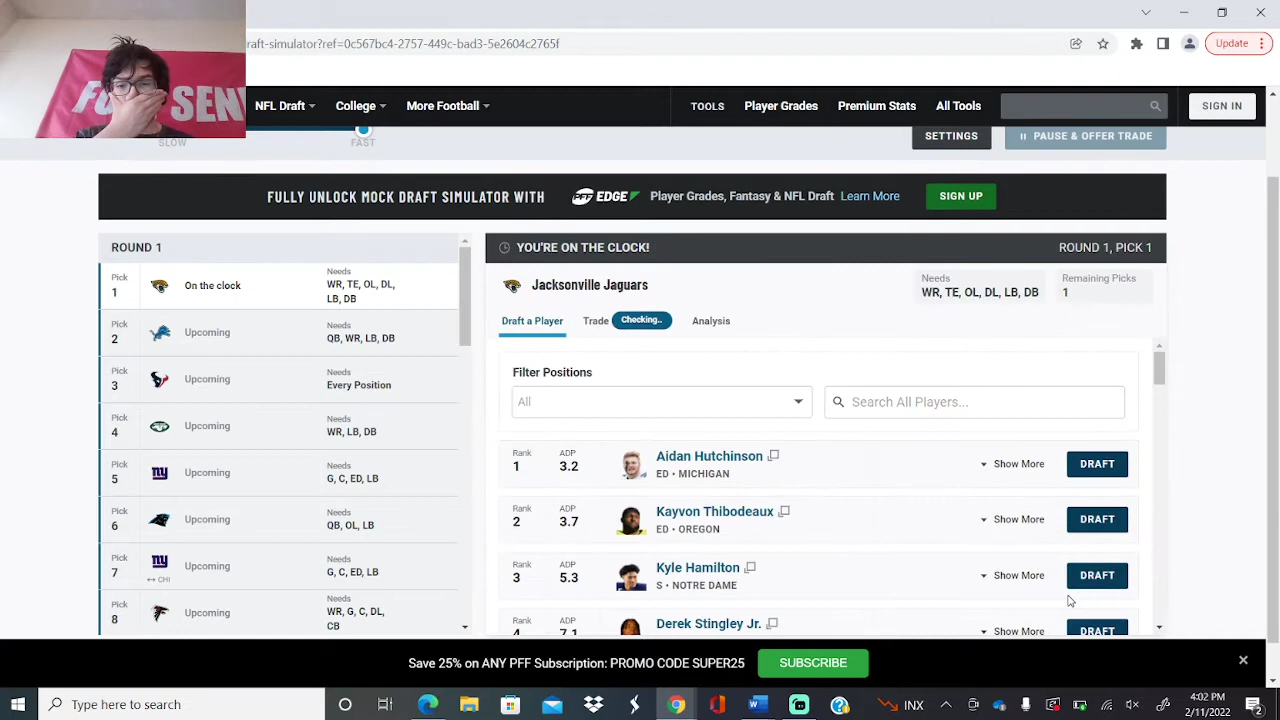 SENT
draft-simulator?ref=0c567bc4-2757-449c-bad3-5e2604c2765f
Update
NFL Draft
College
More Football
TOOLS
Player Grades
Premium Stats
All Tools
SIGN IN
SLOW
FAST
SETTINGS
PAUSE & OFFER TRADE
FULLY UNLOCK MOCK DRAFT SIMULATOR WITH PFF EDGE Player Grades, Fantasy & NFL Draft Learn More SIGN UP
ROUND 1
Pick
1
On the clock
Needs
WR, TE, OL, DL,
LB, DB
Pick
2
Upcoming
Needs
QB, WR, LB, DB
Pick
3
Upcoming
Needs
Every Position
Pick
4
Upcoming
Needs
WR, LB, DB
Pick
5
Upcoming
Needs
G, C, ED, LB
Pick
6
Upcoming
Needs
QB, OL, LB
Pick
7
↔ CHI
Upcoming
Needs
G, C, ED, LB
Pick
8
Upcoming
Needs
WR, G, C, DL,
CB
YOU'RE ON THE CLOCK!
ROUND 1, PICK 1
Jacksonville Jaguars
Needs
WR, TE, OL, DL, LB, DB
Remaining Picks
1
Draft a Player
Trade
Checking..
Analysis
Filter Positions
All
Search All Players...
Rank
1
ADP
3.2
Aidan Hutchinson
ED • MICHIGAN
Show More
DRAFT
Rank
2
ADP
3.7
Kayvon Thibodeaux
ED • OREGON
Show More
DRAFT
Rank
3
ADP
5.3
Kyle Hamilton
S • NOTRE DAME
Show More
DRAFT
Rank
4
ADP
7.1
Derek Stingley Jr.
Show More
DRAFT
Save 25% on ANY PFF Subscription: PROMO CODE SUPER25
SUBSCRIBE
Type here to search
INX
4:02 PM
2/11/2022
2